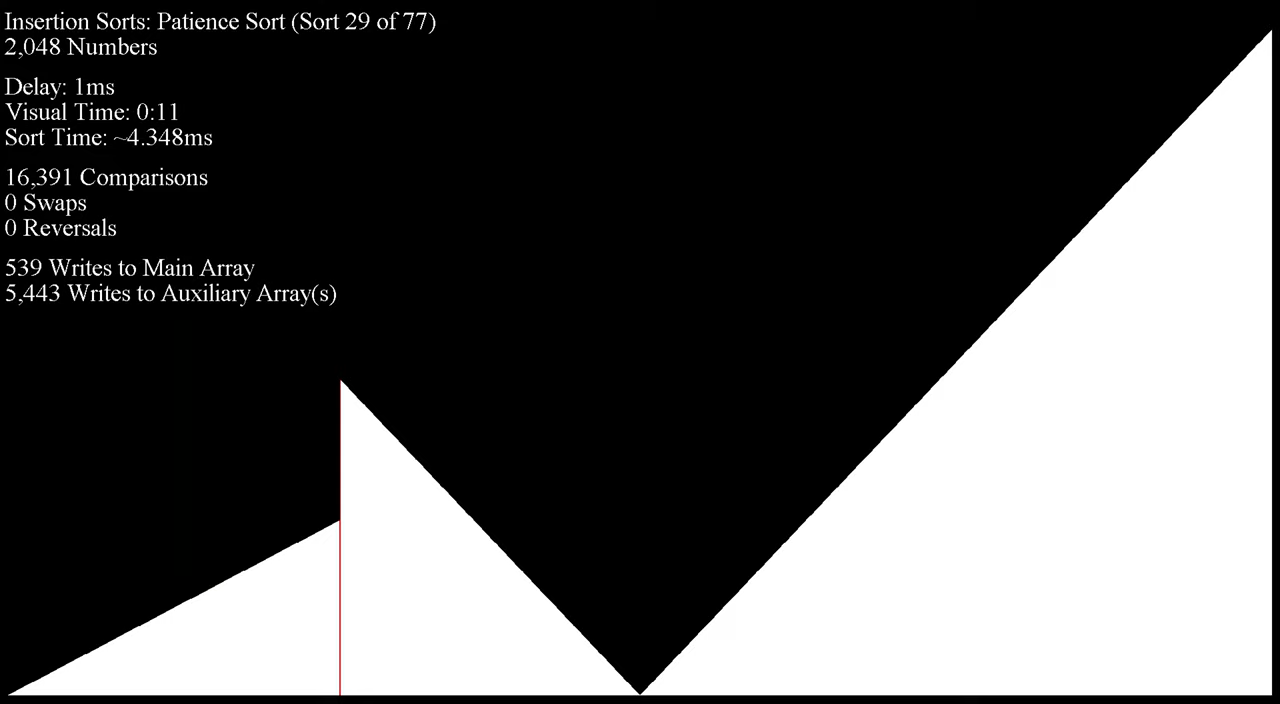 Insertion Sorts: Patience Sort (Sort 29 of 77)
2,048 Numbers
Delay: 1ms
Visual Time: 0:11
Sort Time: ~4.348ms
16,391 Comparisons
0 Swaps
0 Reversals
539 Writes to Main Array
5,443 Writes to Auxiliary Array(s)